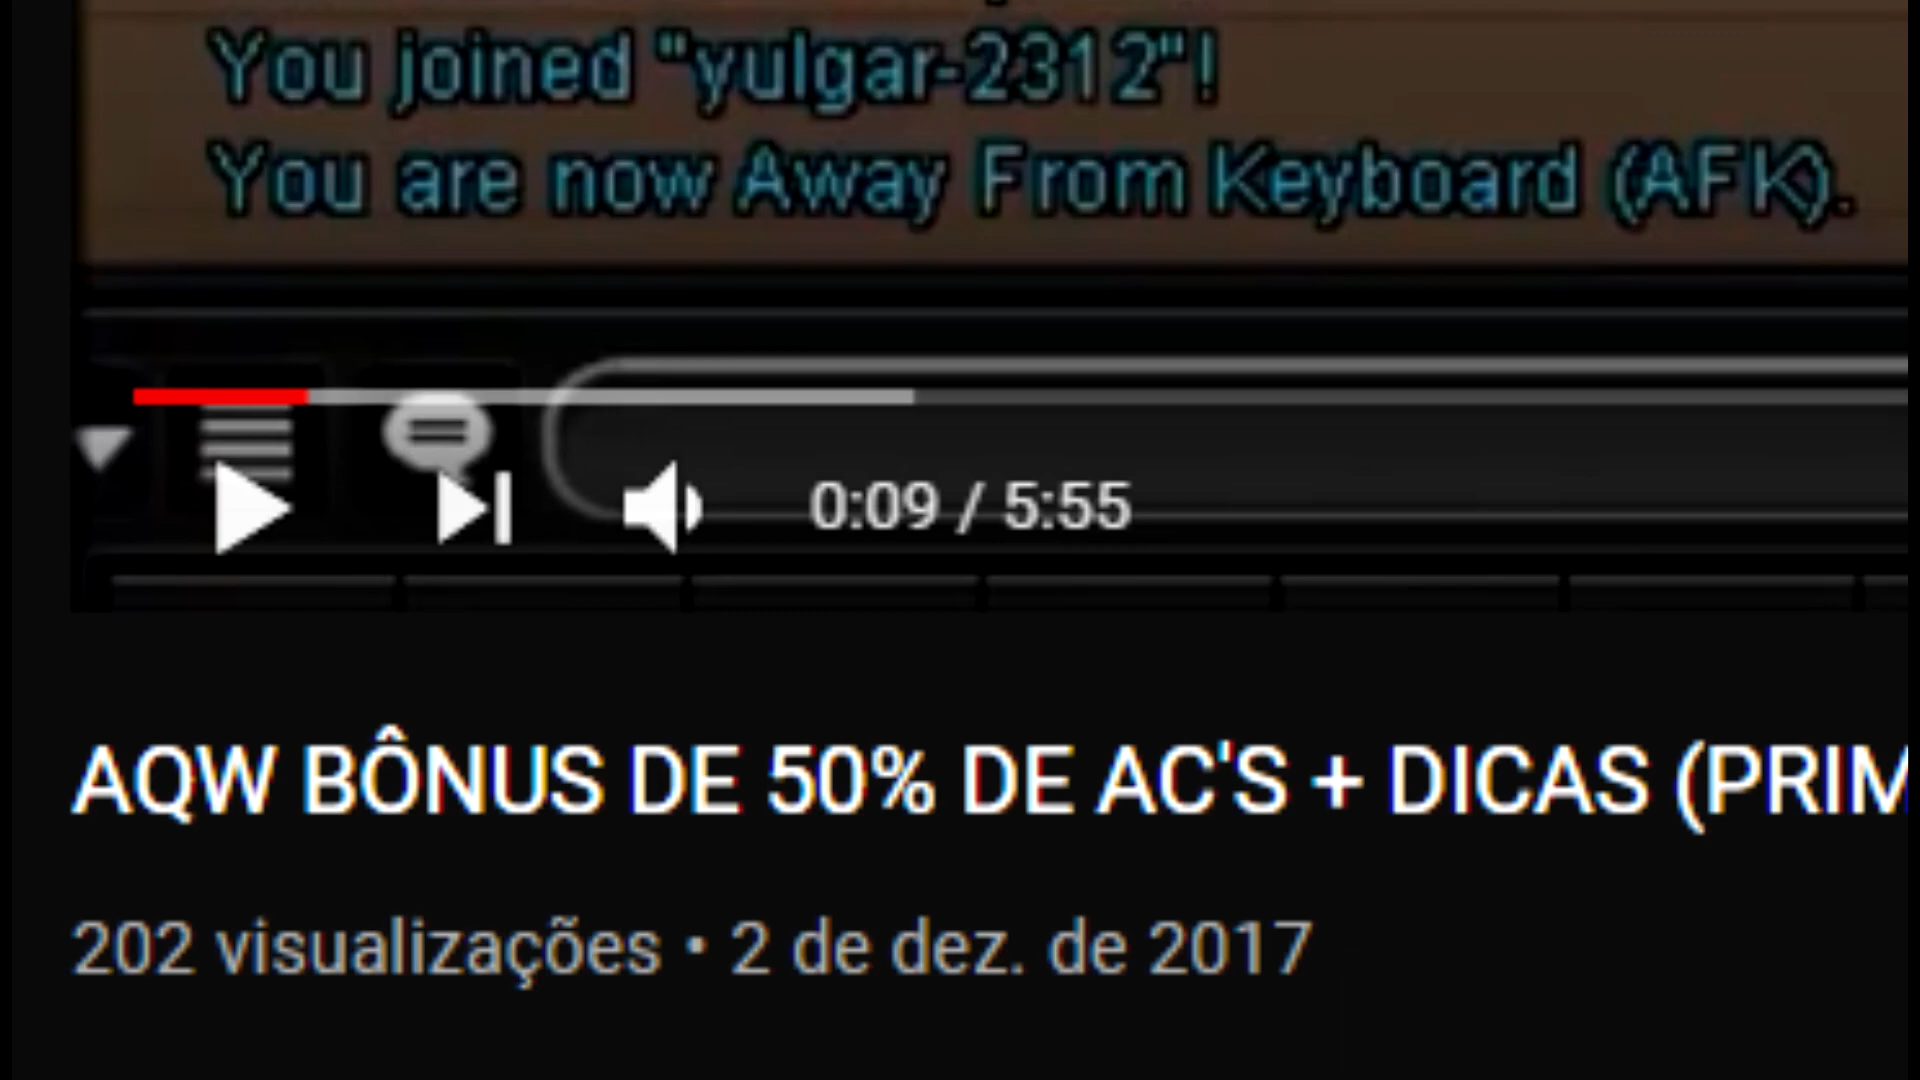 You joined "yulgar-2312"!
You are now Away From Keyboard (AFK).
0:09 / 5:55
AQW BÔNUS DE 50% DE AC'S + DICAS (PRIM
202 visualizações • 2 de dez. de 2017